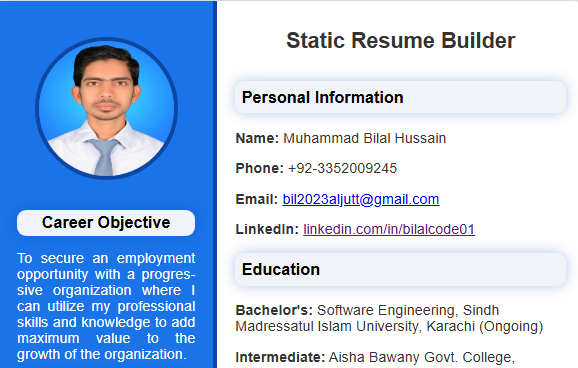 Career Objective
To secure an employment
opportunity with a progres-
sive organization where I
can utilize my professional
skills and knowledge to add
maximum value to the
growth of the organization.
Static Resume Builder
Personal Information
Name: Muhammad Bilal Hussain
Phone: +92-3352009245
Email: bil2023aljutt@gmail.com
LinkedIn: linkedin.com/in/bilalcode01
Education
Bachelor's: Software Engineering, Sindh
Madressatul Islam University, Karachi (Ongoing)
Intermediate: Aisha Bawany Govt. College,